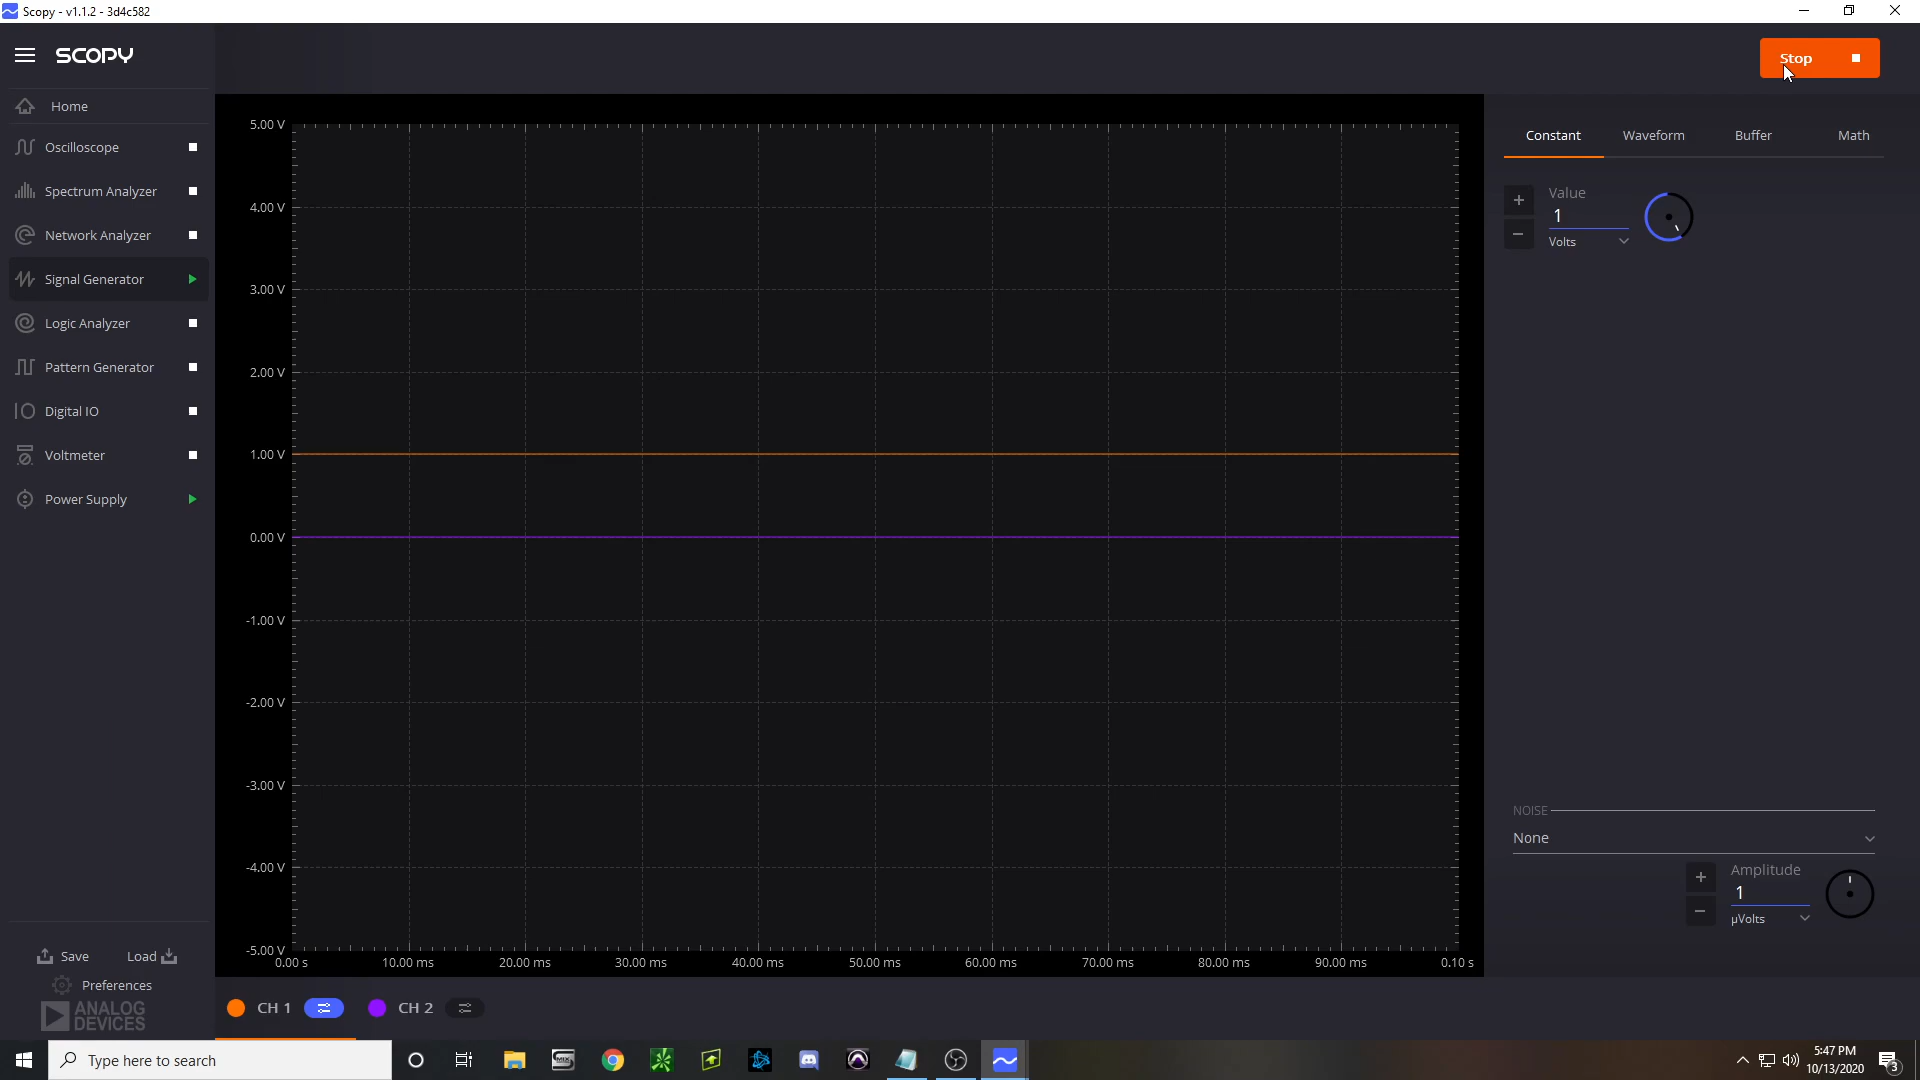 Scopy - v1.1.2 - 3d4c582
SCOPY
Stop
Home
Oscilloscope
Spectrum Analyzer
Network Analyzer
Signal Generator
Logic Analyzer
Pattern Generator
Digital IO
Voltmeter
Power Supply
Save
Load
Preferences
ANALOG
DEVICES
5.00 V
4.00 V
3.00 V
2.00 V
1.00 V
0.00 V
-1.00 V
-2.00 V
-3.00 V
-4.00 V
-5.00 V
0.00 s 10.00 ms 20.00 ms 30.00 ms 40.00 ms 50.00 ms 60.00 ms 70.00 ms 80.00 ms 90.00 ms 0.10 s
CH 1 CH 2
Constant Waveform Buffer Math
+ Value
1
- Volts
NOISE
None
+ Amplitude
1
- µVolts
Type here to search
5:47 PM
10/13/2020
3